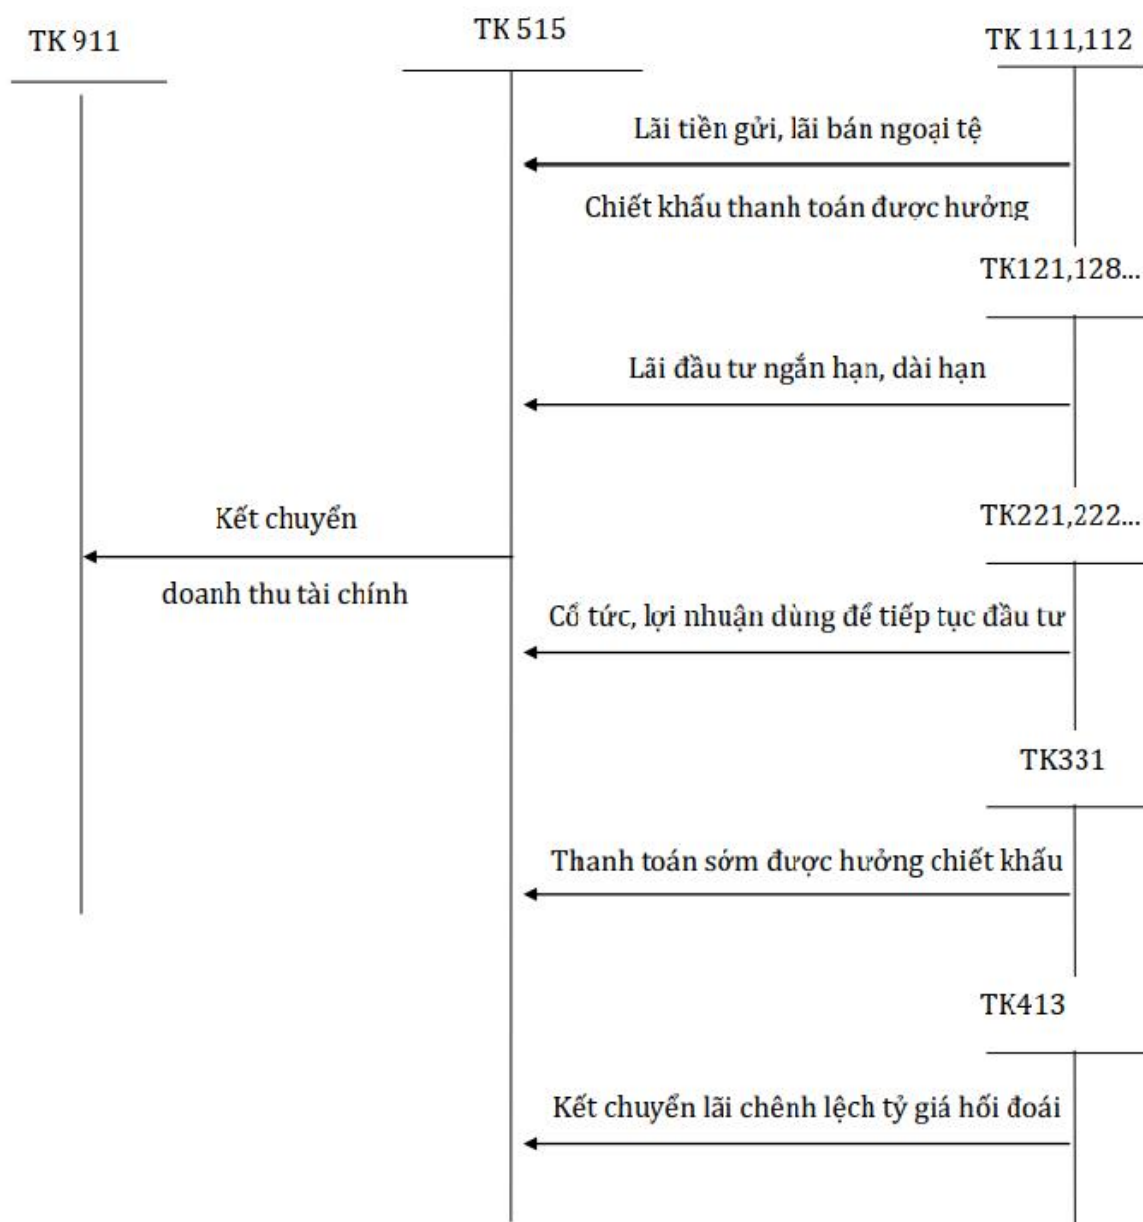 TK 911
TK 515
TK 111,112
Lãi tiền gửi, lãi bán ngoại tệ
Chiết khấu thanh toán được hưởng
TK121,128...
Lãi đầu tư ngắn hạn, dài hạn
TK221,222...
Kết chuyển
doanh thu tài chính
Cổ tức, lợi nhuận dùng để tiếp tục đầu tư
TK331
Thanh toán sớm được hưởng chiết khấu
TK413
Kết chuyển lãi chênh lệch tỷ giá hối đoái